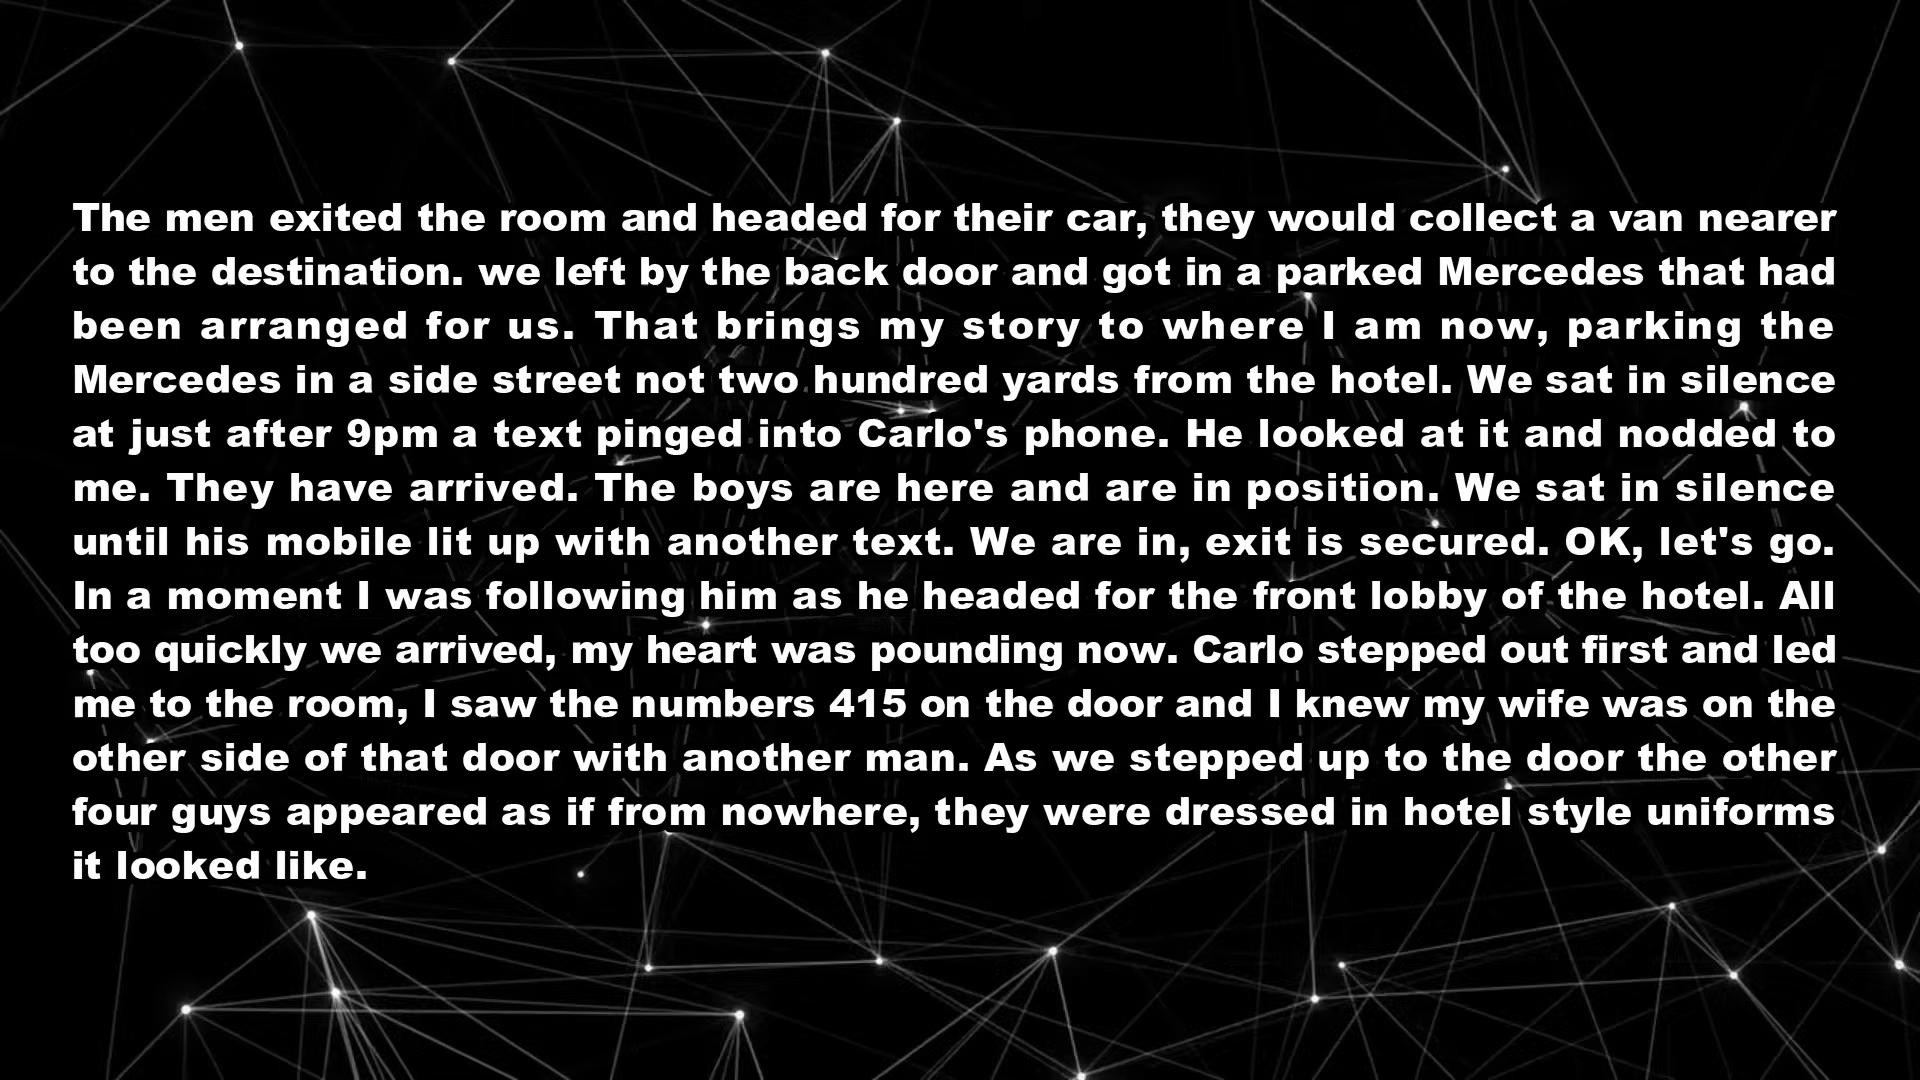 The men exited the room and headed for their car, they would collect a van nearer
to the destination. we left by the back door and got in a parked Mercedes that had
been arranged for us. That brings my story to where I am now, parking the
Mercedes in a side street not two hundred yards from the hotel. We sat in silence
at just after 9pm a text pinged into Carlo's phone. He looked at it and nodded to
me. They have arrived. The boys are here and are in position. We sat in silence
until his mobile lit up with another text. We are in, exit is secured. OK, let's go.
In a moment I was following him as he headed for the front lobby of the hotel. All
too quickly we arrived, my heart was pounding now. Carlo stepped out first and led
me to the room, I saw the numbers 415 on the door and I knew my wife was on the
other side of that door with another man. As we stepped up to the door the other
four guys appeared as if from nowhere, they were dressed in hotel style uniforms
it looked like.